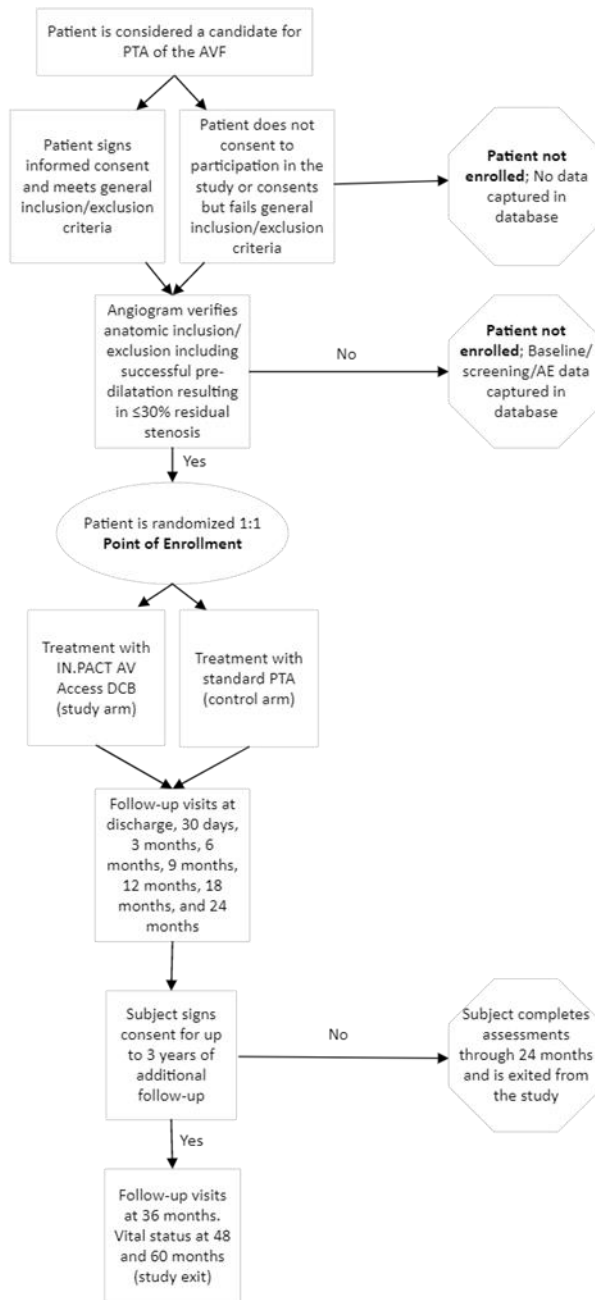 Patient is considered a candidate for
PTA of the AVF
Patient signs
informed consent
and meets general
inclusion/exclusion
criteria
Patient does not
consent to
participation in the
study or consents
but fails general
inclusion/exclusion
criteria
Patient not
enrolled; No data
captured in
database
Angiogram verifies
anatomic inclusion/
exclusion including
successful pre-
dilatation resulting
in ≤30% residual
stenosis
No
Patient not
enrolled; Baseline/
screening/AE data
captured in
database
Yes
Patient is randomized 1:1
Point of Enrollment
Treatment with
IN.PACT AV
Access DCB
(study arm)
Treatment with
standard PTA
(control arm)
Follow-up visits at
discharge, 30 days,
3 months, 6
months, 9 months,
12 months, 18
months, and 24
months
Subject signs
consent for up
to 3 years of
additional
follow-up
No
Subject completes
assessments
through 24 months
and is exited from
the study
Yes
Follow-up visits
at 36 months.
Vital status at 48
and 60 months
(study exit)